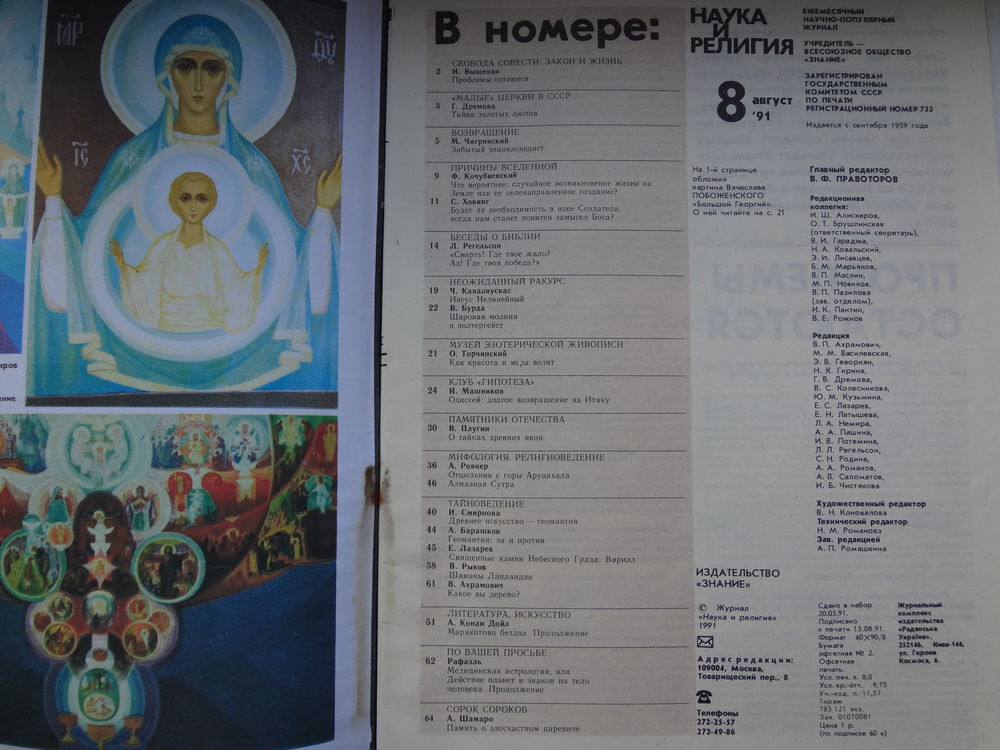 МР
ѲУ
ІС
ХС
кров
ение.
В номере:
СВОБОДА СОВЕСТИ: ЗАКОН И ЖИЗНЬ
2 И. Выщепан
Проблемы остаются
«МАЛЫЕ» ЦЕРКВИ В СССР
3 Г. Дремова
Тайна золотых листов
ВОЗВРАЩЕНИЕ
5 М. Чигринский
Забытый энциклопедист
ПРИЧИНЫ ВСЕЛЕННОЙ
9 Ф. Кочубиевский
Что вероятнее: случайное возникновение жизни на
Земле или ее целенаправленное создание?
11 С. Хокинг
Будет ли необходимость в идее Создателя,
когда нам станет понятен замысел Бога?
БЕСЕДЫ О БИБЛИИ
14 Л. Регельсон
«Смерть! Где твое жало?
Ад! Где твоя победа?»
НЕОЖИДАННЫЙ РАКУРС
19 Ч. Каваляускас
Иисус Нелинейный
22 В. Бурда
Шаровая молния
и полтергейст
МУЗЕЙ ЭЗОТЕРИЧЕСКОЙ ЖИВОПИСИ
21 О. Торчинский
Как красота и мера велят
КЛУБ «ГИПОТЕЗА»
24 И. Машников
Одиссей: долгое возвращение на Итаку
ПАМЯТНИКИ ОТЕЧЕСТВА
30 В. Плугин
О тайках древних икон
МИФОЛОГИЯ. РЕЛИГИОВЕДЕНИЕ
36 А. Ровнер
Отшельник с горы Аруначала
46 Алмазная Сутра
ТАЙНОВЕДЕНИЕ
40 И. Смирнова
Древнее искусство — геомантия
44 А. Барашков
Геомантия: за и против
45 Е. Лазарев
Священные камни Небесного Града. Бирилл
58 В. Рыков
Шаманы Лапландии
61 В. Ахрамович
Какое вы дерево?
ЛИТЕРАТУРА, ИСКУССТВО
51 А. Конан Дойл
Маракотова бездна. Продолжение
ПО ВАШЕЙ ПРОСЬБЕ
62 Рафаэль
Медицинская астрология, или
Действие планет и знаков на тело
человека. Продолжение
СОРОК СОРОКОВ
64 А. Шамаро
Память о злосчастном царевиче
НАУКА
И
РЕЛИГИЯ
8 август
'91
На 1-й странице
обложки
картина Вячеслава
ПОБОЖЕНСКОГО
«Большой Георгий».
О ней читайте на с. 21
ИЗДАТЕЛЬСТВО
«ЗНАНИЕ»
© Журнал
«Наука и религия»
1991
Адрес редакции:
109004, Москва,
Товарищеский пер., 8
Телефоны
272-25-57
272-49-86
ЕЖЕМЕСЯЧНЫЙ
НАУЧНО-ПОПУЛЯРНЫЙ
ЖУРНАЛ
УЧРЕДИТЕЛЬ —
ВСЕСОЮЗНОЕ ОБЩЕСТВО
«ЗНАНИЕ»
ЗАРЕГИСТРИРОВАН
ГОСУДАРСТВЕННЫМ
КОМИТЕТОМ СССР
ПО ПЕЧАТИ
РЕГИСТРАЦИОННЫЙ НОМЕР 732
Издается с сентября 1959 года
Главный редактор
В. Ф. ПРАВОТОРОВ
Редакционная
коллегия:
И. Ш. Алискеров,
О. Т. Брушлинская
(ответственный секретарь),
В. И. Гараджа,
Н. А. Ковальский,
Э. И. Лисавцев,
В. М. Марьянов,
В. П. Маслин,
М. П. Новиков,
В. П. Пазилова
(зав. отделом),
И. К. Пантин,
В. Е. Рожнов
Редакция
В. П. Ахрамович,
М. М. Василевская,
Э. В. Геворкян,
Н. К. Гирина,
Г. В. Дремова,
В. С. Колесникова,
Ю. М. Кузьмина,
Е. С. Лазарев,
Е. Н. Латышева,
Л. А. Немира,
А. А. Пашина,
И. В. Потемина,
Л. Л. Регельсон,
С. Н. Родина,
А. А. Романов,
А. В. Саломатов,
И. Б. Чистякова
Художественный редактор
В. Н. Коновалова
Технический редактор
Н. М. Романова
Зав. редакцией
А. П. Ромашкина
Сдано в набор
20.05.91.
Подписано
к печати 13.08.91.
Формат 60X90/8
Бумага
офсетная № 2.
Офсетная
печать.
Усл. печ. л. 8,0
Усл. кр.-отт. 9,75
Уч.-изд. л. 11,57
Тираж
783 121 экз.
Зак. 01070081
Цена 1 р.
(по подписке 60 к)
Журнальный
комплекс
издательства
«Радянська
Україна».
252146, Киев-146,
ул. Героев
Космоса, 6.